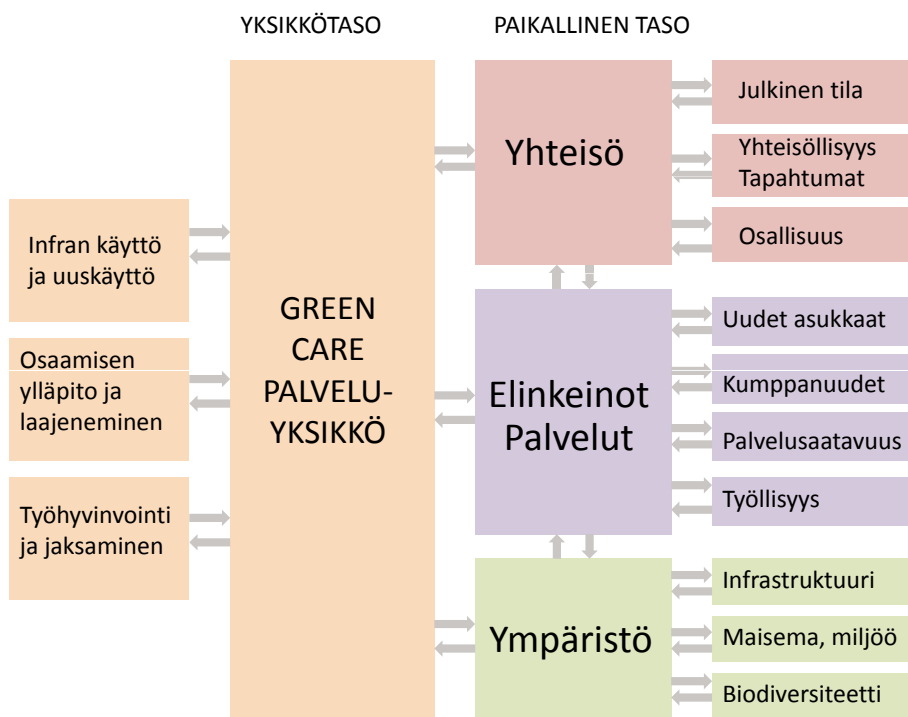 YKSIKKÖTASO
PAIKALLINEN TASO
Infran käyttö
ja uuskäyttö
Osaamisen
ylläpito ja
laajeneminen
Työhyvinvointi
ja jaksaminen
GREEN
CARE
PALVELU-
YKSIKKÖ
Yhteisö
Julkinen tila
Yhteisöllisyys
Tapahtumat
Osallisuus
Elinkeinot
Palvelut
Uudet asukkaat
Kumppanuudet
Palvelusaatavuus
Työllisyys
Ympäristö
Infrastruktuuri
Maisema, miljöö
Biodiversiteetti